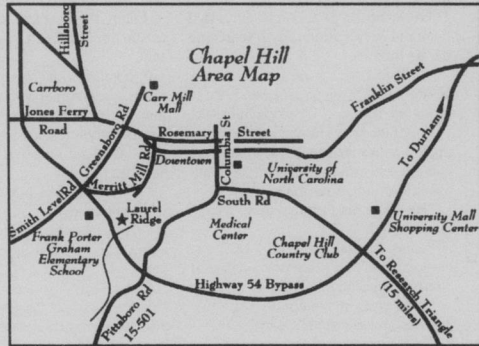 Hillsboro
Street
Chapel Hill
Area Map
Carrboro
Carr Mill
Mall
Franklin Street
Jones Ferry
Road
Greensboro Rd
Rosemary Street
Downtown
Columbia St
To Durham
Merritt Mill Rd
University of
North Carolina
Smith Level Rd
Laurel
Ridge
South Rd
University Mall
Shopping Center
Frank Porter
Graham
Elementary
School
Medical
Center
Chapel Hill
Country Club
Highway 54 Bypass
To Research Triangle
(15 miles)
Pittsboro Rd
15-501